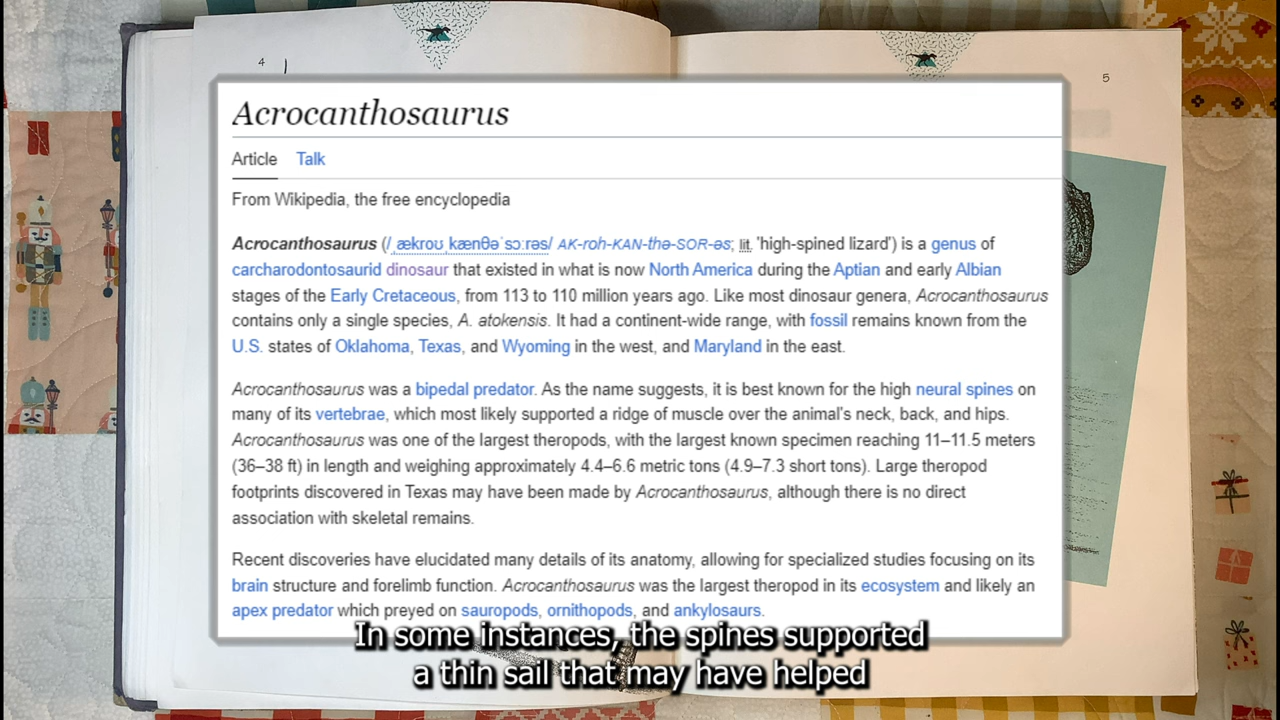 4
5
Acrocanthosaurus
Article Talk
From Wikipedia, the free encyclopedia
Acrocanthosaurus (/ˌækroʊˌkænθəˈsɔːrəs/ AK-roh-KAN-thə-SOR-əs; lit. 'high-spined lizard') is a genus of
carcharodontosaurid dinosaur that existed in what is now North America during the Aptian and early Albian
stages of the Early Cretaceous, from 113 to 110 million years ago. Like most dinosaur genera, Acrocanthosaurus
contains only a single species, A. atokensis. It had a continent-wide range, with fossil remains known from the
U.S. states of Oklahoma, Texas, and Wyoming in the west, and Maryland in the east.
Acrocanthosaurus was a bipedal predator. As the name suggests, it is best known for the high neural spines on
many of its vertebrae, which most likely supported a ridge of muscle over the animal's neck, back, and hips.
Acrocanthosaurus was one of the largest theropods, with the largest known specimen reaching 11–11.5 meters
(36–38 ft) in length and weighing approximately 4.4–6.6 metric tons (4.9–7.3 short tons). Large theropod
footprints discovered in Texas may have been made by Acrocanthosaurus, although there is no direct
association with skeletal remains.
Recent discoveries have elucidated many details of its anatomy, allowing for specialized studies focusing on its
brain structure and forelimb function. Acrocanthosaurus was the largest theropod in its ecosystem and likely an
apex predator which preyed on sauropods, ornithopods, and ankylosaurs.
In some instances, the spines supported
a thin sail that may have helped